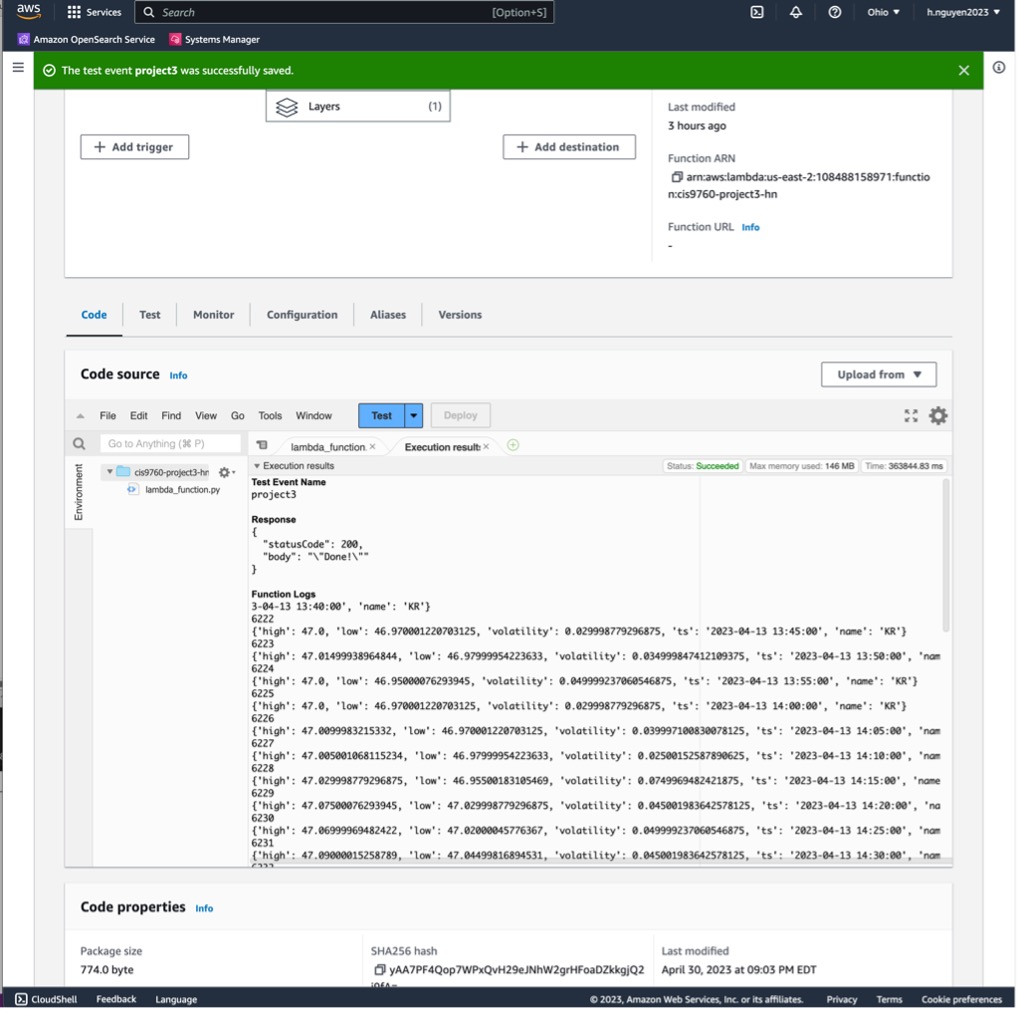 aws
Services
Search
[Option+S]
Ohio
h.nguyen2023
Amazon OpenSearch Service
Systems Manager
The test event project3 was successfully saved.
Layers
(1)
Add trigger
Add destination
Last modified
3 hours ago
Function ARN
arn:aws:lambda:us-east-2:108488158971:functio
n:cis9760-project3-hn
Function URL Info
-
Code Test Monitor Configuration Aliases Versions
Code source Info
Upload from
File Edit Find View Go Tools Window
Test
Deploy
Go to Anything (⌘ P)
lambda_function
Execution results
Environment
cis9760-project3-hn
lambda_function.py
Execution results
Status: Succeeded
Max memory used: 146 MB
Time: 363844.83 ms
Test Event Name
project3
Response
{
"statusCode": 200,
"body": "\"Done!\""
}
Function Logs
3-04-13 13:40:00', 'name': 'KR'}
6222
{'high': 47.0, 'low': 46.970001220703125, 'volatility': 0.029998779296875, 'ts': '2023-04-13 13:45:00', 'name': 'KR'}
6223
{'high': 47.01499938964844, 'low': 46.97999954223633, 'volatility': 0.034999847412109375, 'ts': '2023-04-13 13:50:00', 'nam
6224
{'high': 47.0, 'low': 46.95000076293945, 'volatility': 0.049999237060546875, 'ts': '2023-04-13 13:55:00', 'name': 'KR'}
6225
{'high': 47.0, 'low': 46.970001220703125, 'volatility': 0.029998779296875, 'ts': '2023-04-13 14:00:00', 'name': 'KR'}
6226
{'high': 47.0099983215332, 'low': 46.970001220703125, 'volatility': 0.039997100830078125, 'ts': '2023-04-13 14:05:00', 'nam
6227
{'high': 47.005001068115234, 'low': 46.97999954223633, 'volatility': 0.02500152587890625, 'ts': '2023-04-13 14:10:00', 'nam
6228
{'high': 47.029998779296875, 'low': 46.95500183105469, 'volatility': 0.0749969482421875, 'ts': '2023-04-13 14:15:00', 'name
6229
{'high': 47.07500076293945, 'low': 47.029998779296875, 'volatility': 0.045001983642578125, 'ts': '2023-04-13 14:20:00', 'na
6230
{'high': 47.06999969482422, 'low': 47.02000045776367, 'volatility': 0.049999237060546875, 'ts': '2023-04-13 14:25:00', 'nam
6231
{'high': 47.09000015258789, 'low': 47.04499816894531, 'volatility': 0.045001983642578125, 'ts': '2023-04-13 14:30:00', 'nam
Code properties Info
Package size
774.0 byte
SHA256 hash
yAA7PF4Qop7WPxQvH29eJNhW2grHFoaDZkkgjQ2
Last modified
April 30, 2023 at 09:03 PM EDT
CloudShell Feedback Language
© 2023, Amazon Web Services, Inc. or its affiliates. Privacy Terms Cookie preferences